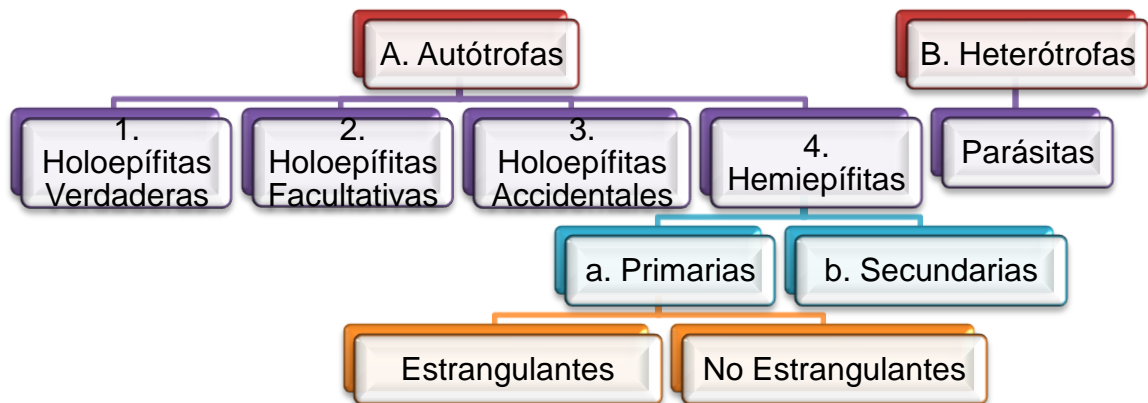 A. Autótrofas
B. Heterótrofas
1.
Holoepífitas
Verdaderas
2.
Holoepífitas
Facultativas
3.
Holoepífitas
Accidentales
4.
Hemiepífitas
Parásitas
a. Primarias
b. Secundarias
Estrangulantes
No Estrangulantes